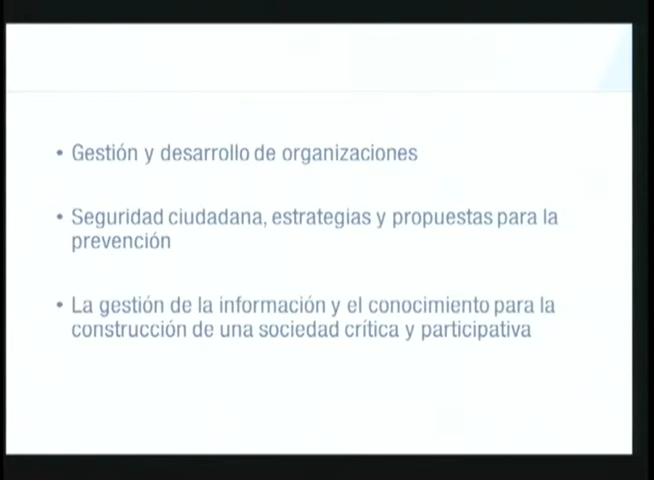 • Gestión y desarrollo de organizaciones
• Seguridad ciudadana, estrategias y propuestas para la
prevención
• La gestión de la información y el conocimiento para la
construcción de una sociedad crítica y participativa